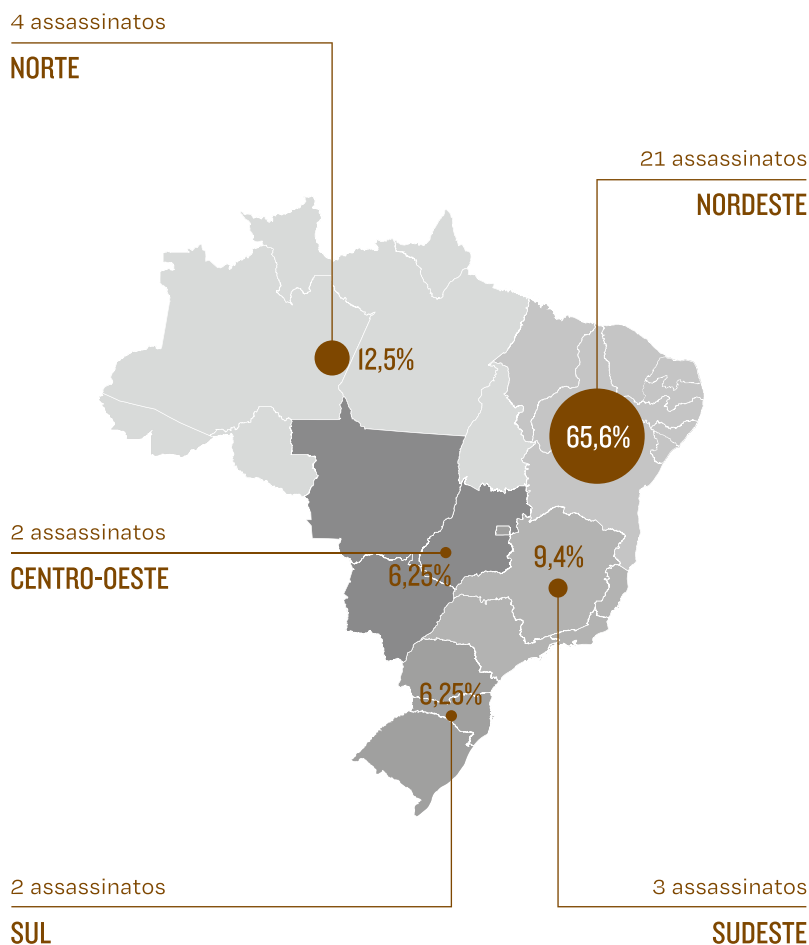 4 assassinatos
NORTE
21 assassinatos
NORDESTE
12,5%
65,6%
2 assassinatos
CENTRO-OESTE
6,25%
9,4%
6,25%
2 assassinatos
SUL
3 assassinatos
SUDESTE